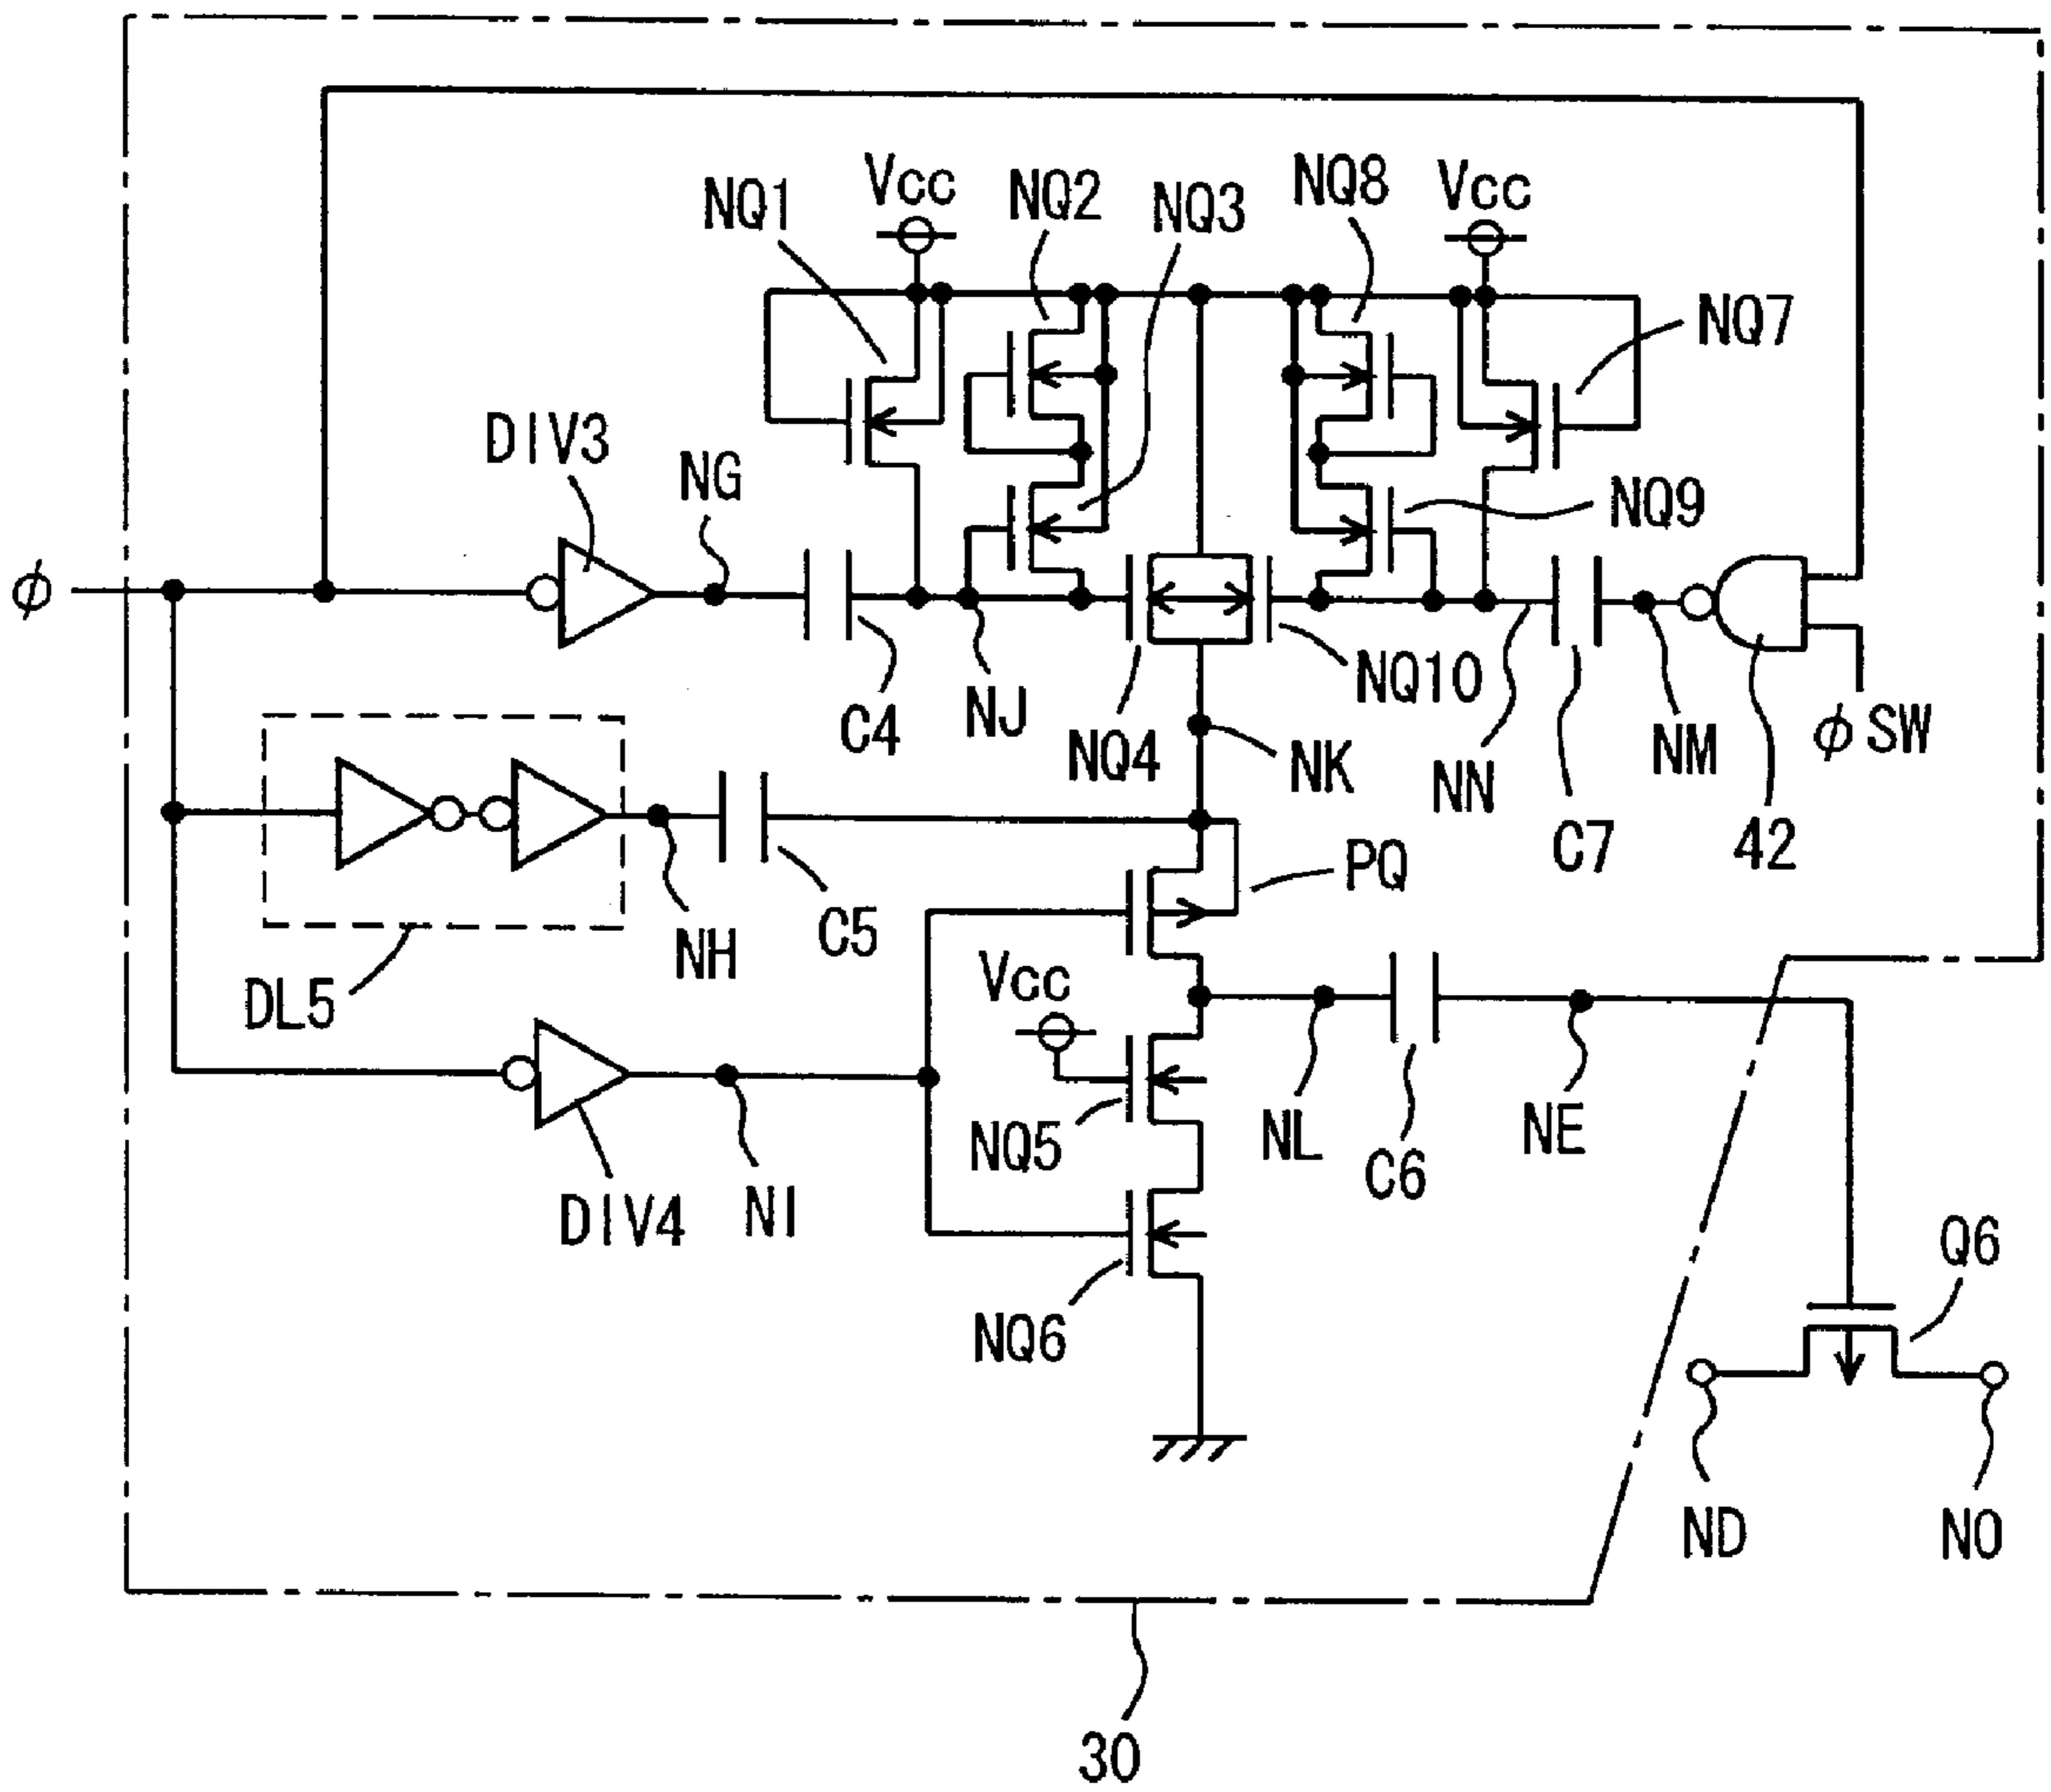 Vcc
NQ2
NQ8
Vcc
NQ1
NQ3
NQ7
DIV3
NG
NQ9
ϕ
C4
NJ
NQ4
NQ10
NK
NN
NM
ϕSW
C7
42
PQ
C5
NH
DL5
Vcc
NQ5
NL
NE
C6
DIV4
NI
Q6
NQ6
ND
NO
30